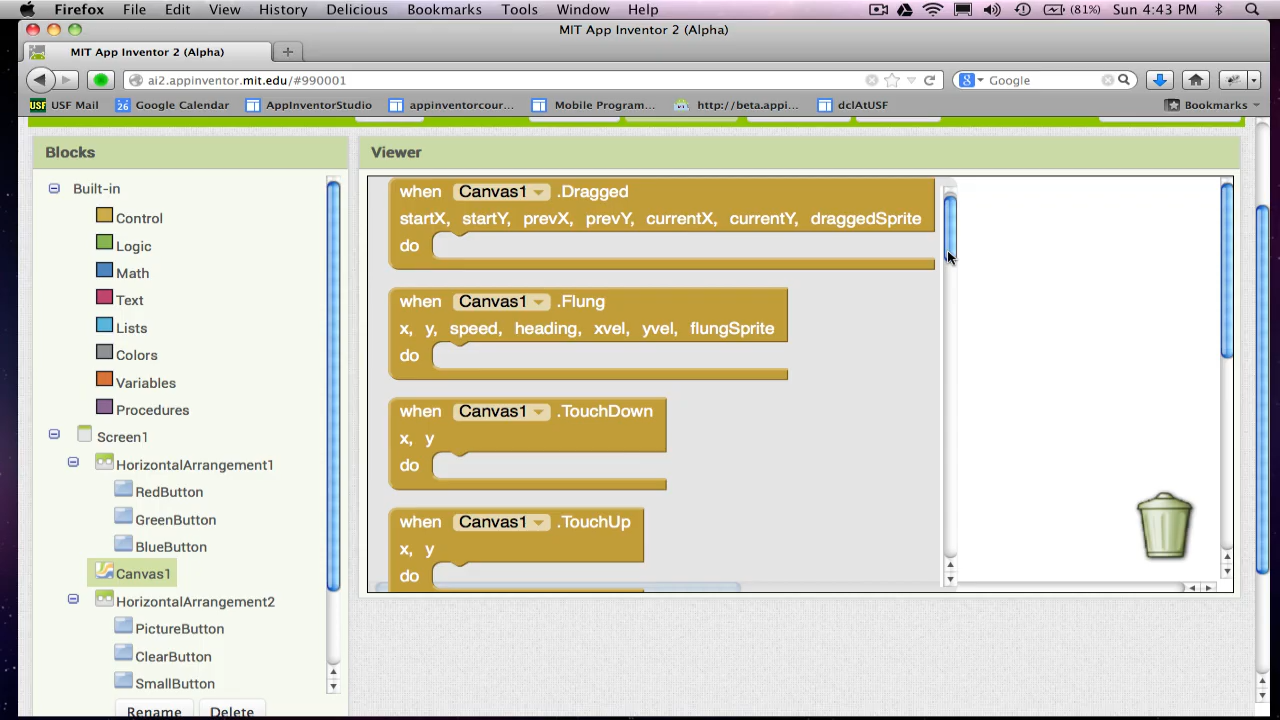 Firefox File Edit View History Delicious Bookmarks Tools Window Help (81%) Sun 4:43 PM
MIT App Inventor 2 (Alpha)
MIT App Inventor 2 (Alpha)
ai2.appinventor.mit.edu/#990001 Google
USF USF Mail 26 Google Calendar AppInventorStudio appinventorcour... Mobile Program... http://beta.appi... dclAtUSF Bookmarks
Blocks
Viewer
Built-in
Control
Logic
Math
Text
Lists
Colors
Variables
Procedures
Screen1
HorizontalArrangement1
RedButton
GreenButton
BlueButton
Canvas1
HorizontalArrangement2
PictureButton
ClearButton
SmallButton
Rename Delete
when Canvas1 .Dragged
startX, startY, prevX, prevY, currentX, currentY, draggedSprite
do
when Canvas1 .Flung
x, y, speed, heading, xvel, yvel, flungSprite
do
when Canvas1 .TouchDown
x, y
do
when Canvas1 .TouchUp
x, y
do